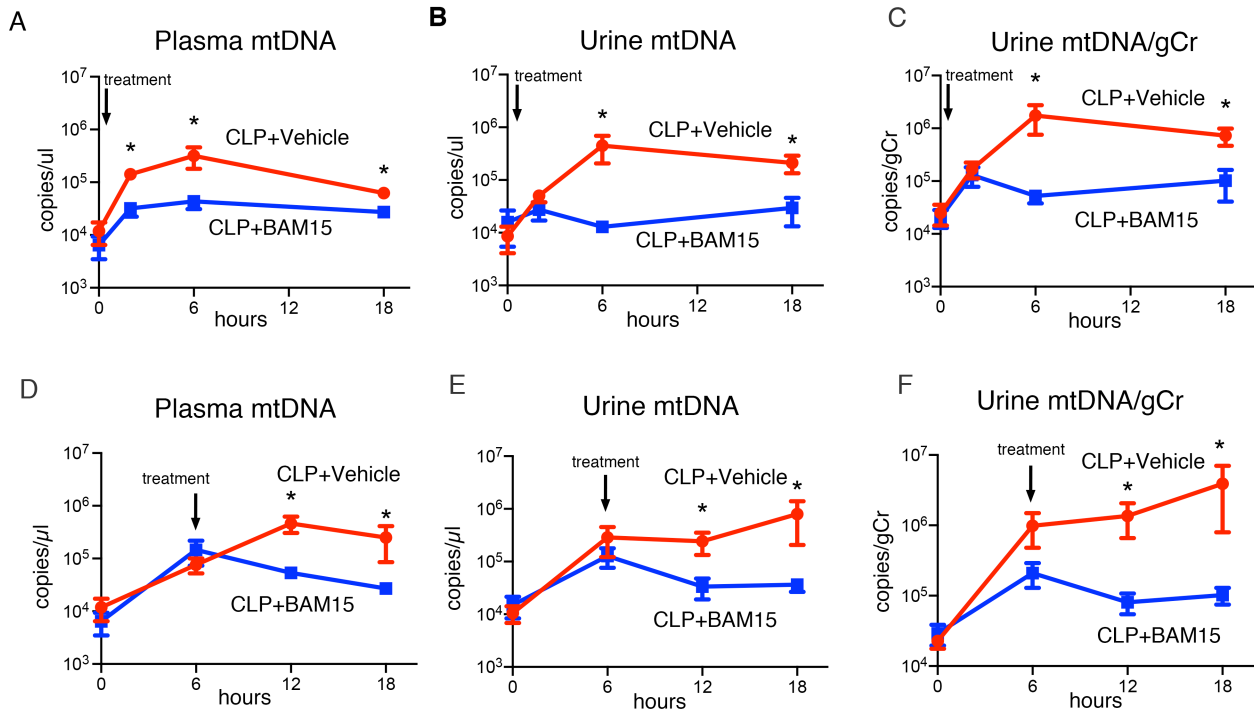 A
Plasma mtDNA
10⁷
10⁶
10⁵
10⁴
10³
copies/ul
treatment
*
*
*
CLP+Vehicle
CLP+BAM15
0
6
12
18
hours
B
Urine mtDNA
10⁷
10⁶
10⁵
10⁴
10³
copies/ul
treatment
*
*
CLP+Vehicle
CLP+BAM15
0
6
12
18
hours
C
Urine mtDNA/gCr
10⁷
10⁶
10⁵
10⁴
10³
copies/gCr
treatment
*
*
CLP+Vehicle
CLP+BAM15
0
6
12
18
hours
D
Plasma mtDNA
10⁷
10⁶
10⁵
10⁴
10³
copies/µl
treatment
CLP+Vehicle
*
*
CLP+BAM15
0
6
12
18
hours
E
Urine mtDNA
10⁷
10⁶
10⁵
10⁴
10³
copies/µl
treatment
CLP+Vehicle
*
*
CLP+BAM15
0
6
12
18
hours
F
Urine mtDNA/gCr
10⁷
10⁶
10⁵
10⁴
copies/gCr
treatment
CLP+Vehicle
*
*
CLP+BAM15
0
6
12
18
hours